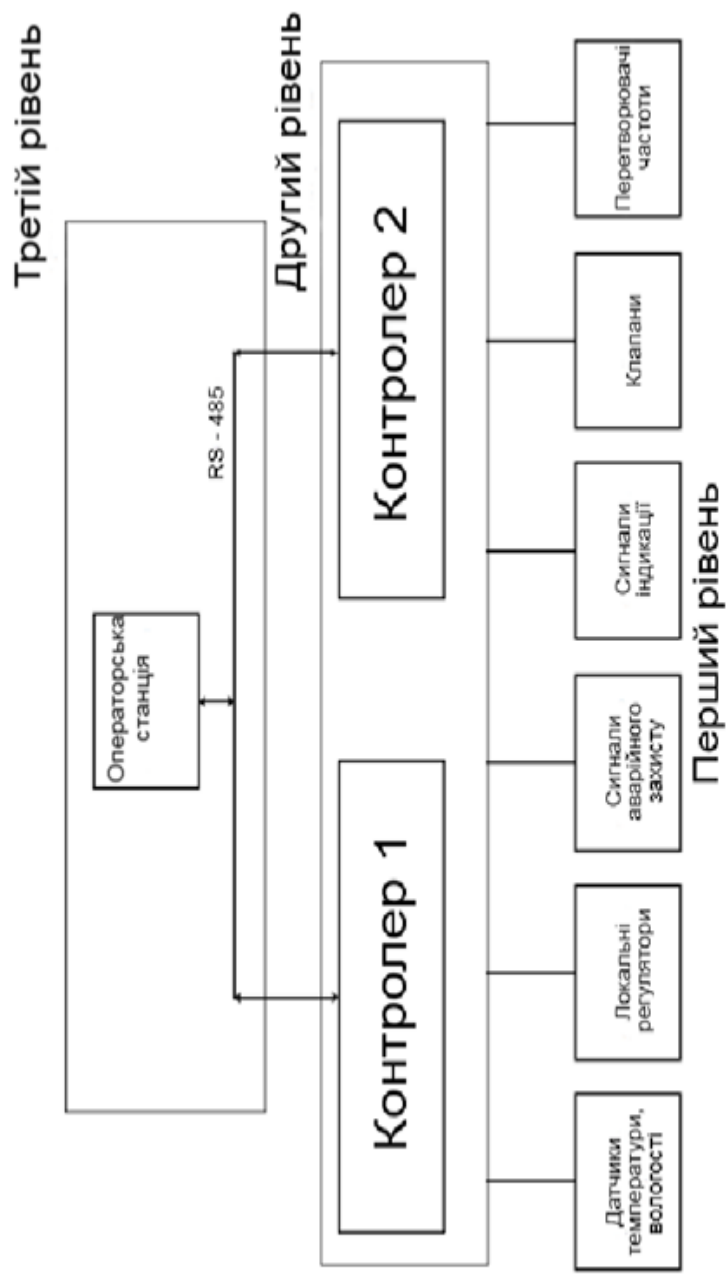 Третій рівень
Операторська
станція
RS - 485
Другий рівень
Контролер 1
Контролер 2
Датчики
температури,
вологості
Локальні
регулятори
Сигнали
аварійного
захисту
Сигнали
індикації
Клапани
Перетворювачі
частоти
Перший рівень